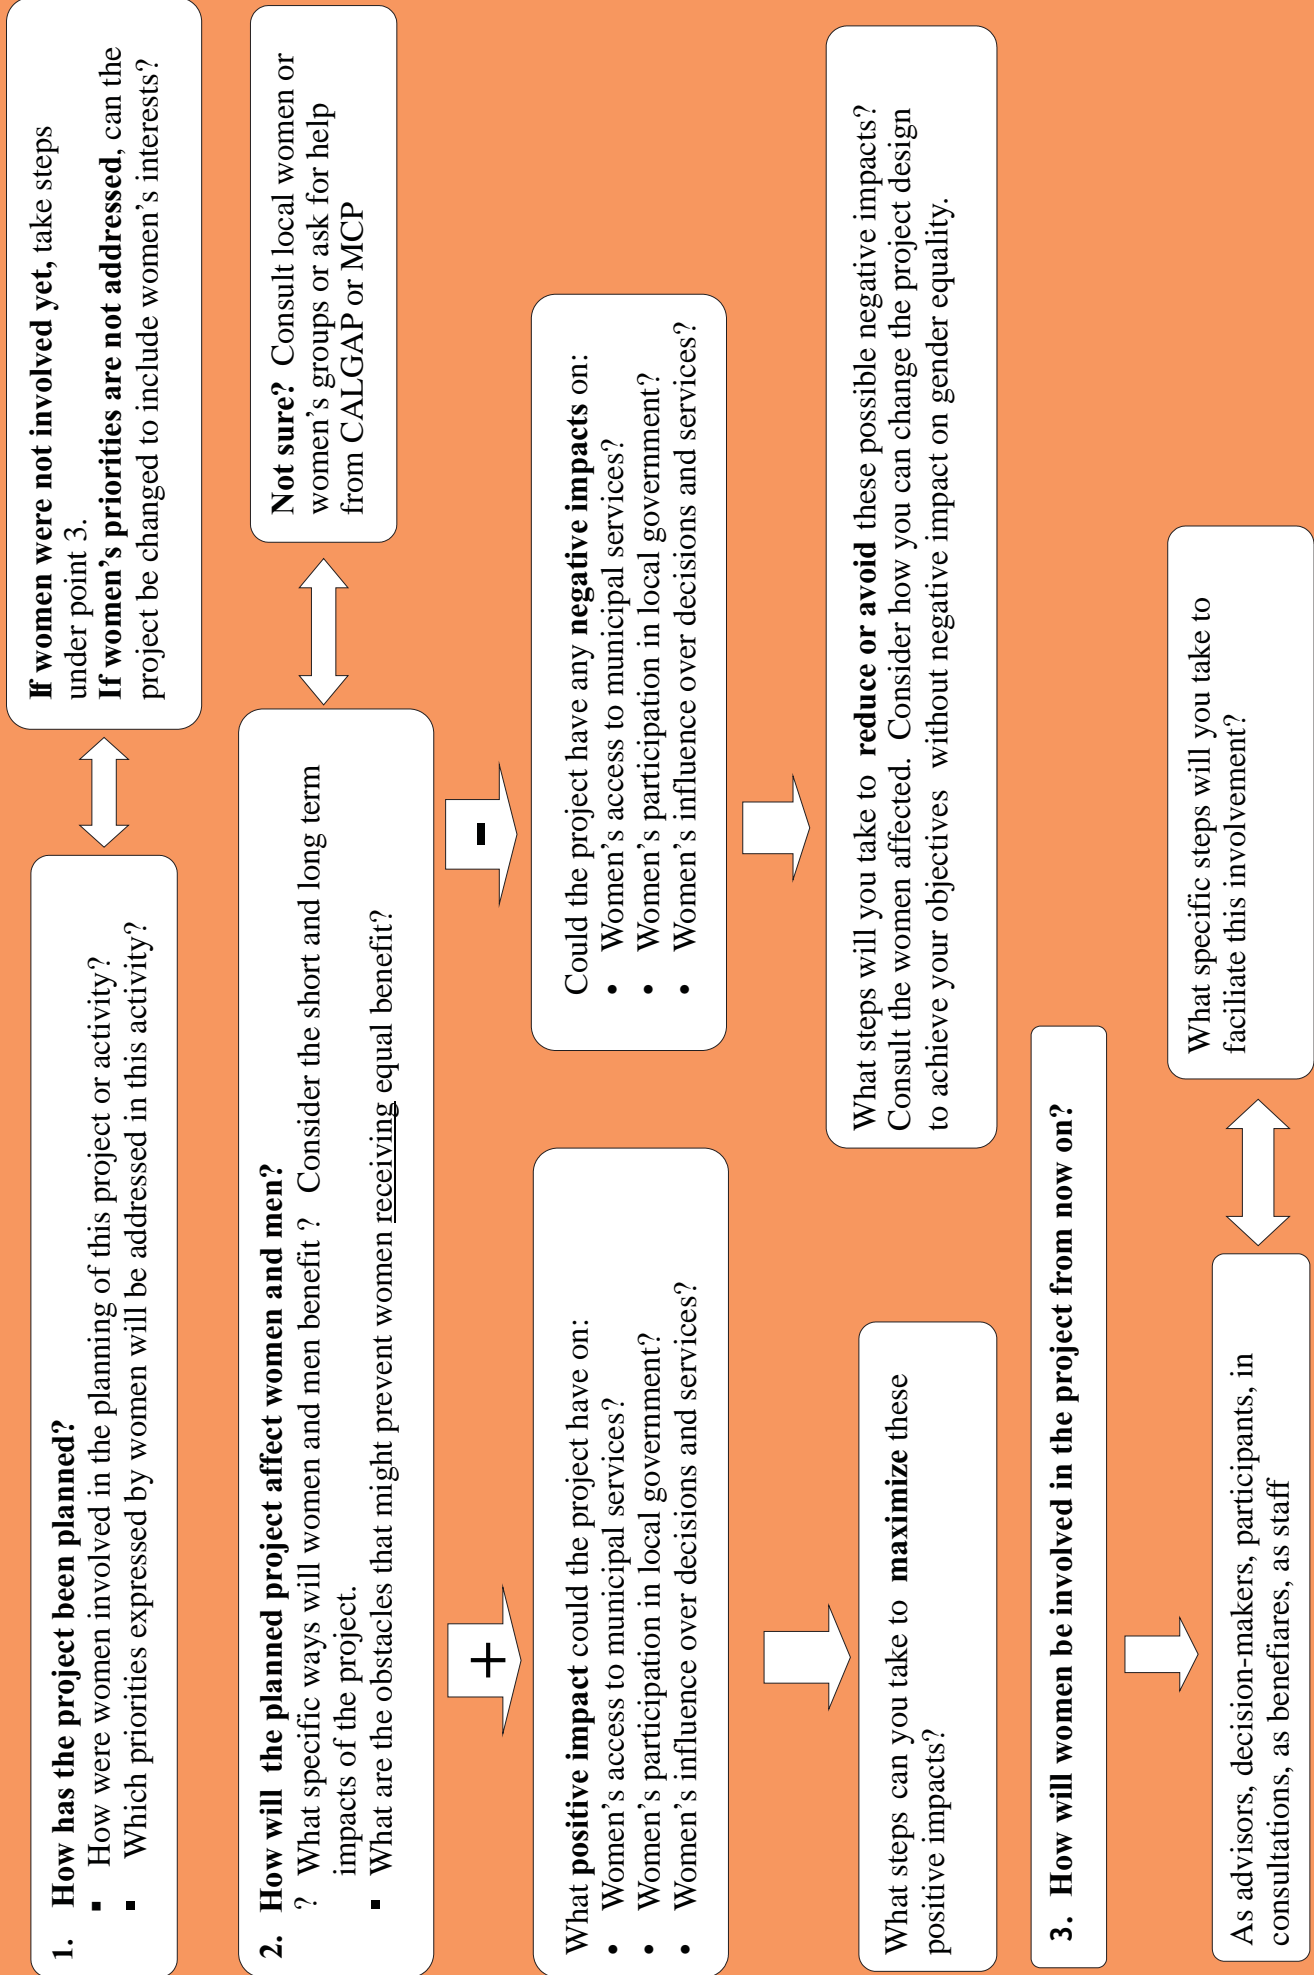 1. How has the project been planned?
▪ How were women involved in the planning of this project or activity?
▪ Which priorities expressed by women will be addressed in this activity?
If women were not involved yet, take steps
under point 3.
If women's priorities are not addressed, can the
project be changed to include women's interests?
2. How will the planned project affect women and men?
? What specific ways will women and men benefit ? Consider the short and long term
impacts of the project.
▪ What are the obstacles that might prevent women receiving equal benefit?
Not sure? Consult local women or
women's groups or ask for help
from CALGAP or MCP
+
-
What positive impact could the project have on:
• Women's access to municipal services?
• Women's participation in local government?
• Women's influence over decisions and services?
Could the project have any negative impacts on:
• Women's access to municipal services?
• Women's participation in local government?
• Women's influence over decisions and services?
What steps can you take to maximize these
positive impacts?
What steps will you take to reduce or avoid these possible negative impacts?
Consult the women affected. Consider how you can change the project design
to achieve your objectives without negative impact on gender equality.
3. How will women be involved in the project from now on?
As advisors, decision-makers, participants, in
consultations, as benefiares, as staff
What specific steps will you take to
faciliate this involvement?